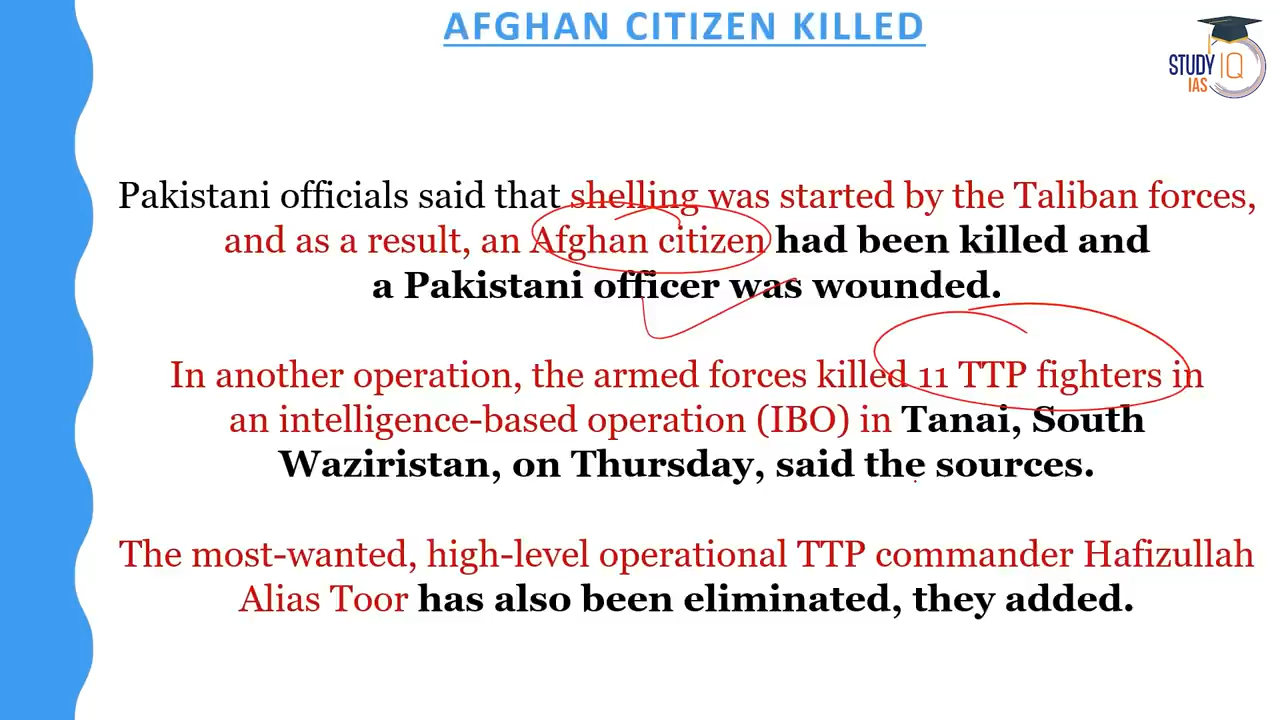 AFGHAN CITIZEN KILLED
STUDY IQ
IAS
Pakistani officials said that shelling was started by the Taliban forces,
and as a result, an Afghan citizen had been killed and
a Pakistani officer was wounded.
In another operation, the armed forces killed 11 TTP fighters in
an intelligence-based operation (IBO) in Tanai, South
Waziristan, on Thursday, said the sources.
The most-wanted, high-level operational TTP commander Hafizullah
Alias Toor has also been eliminated, they added.